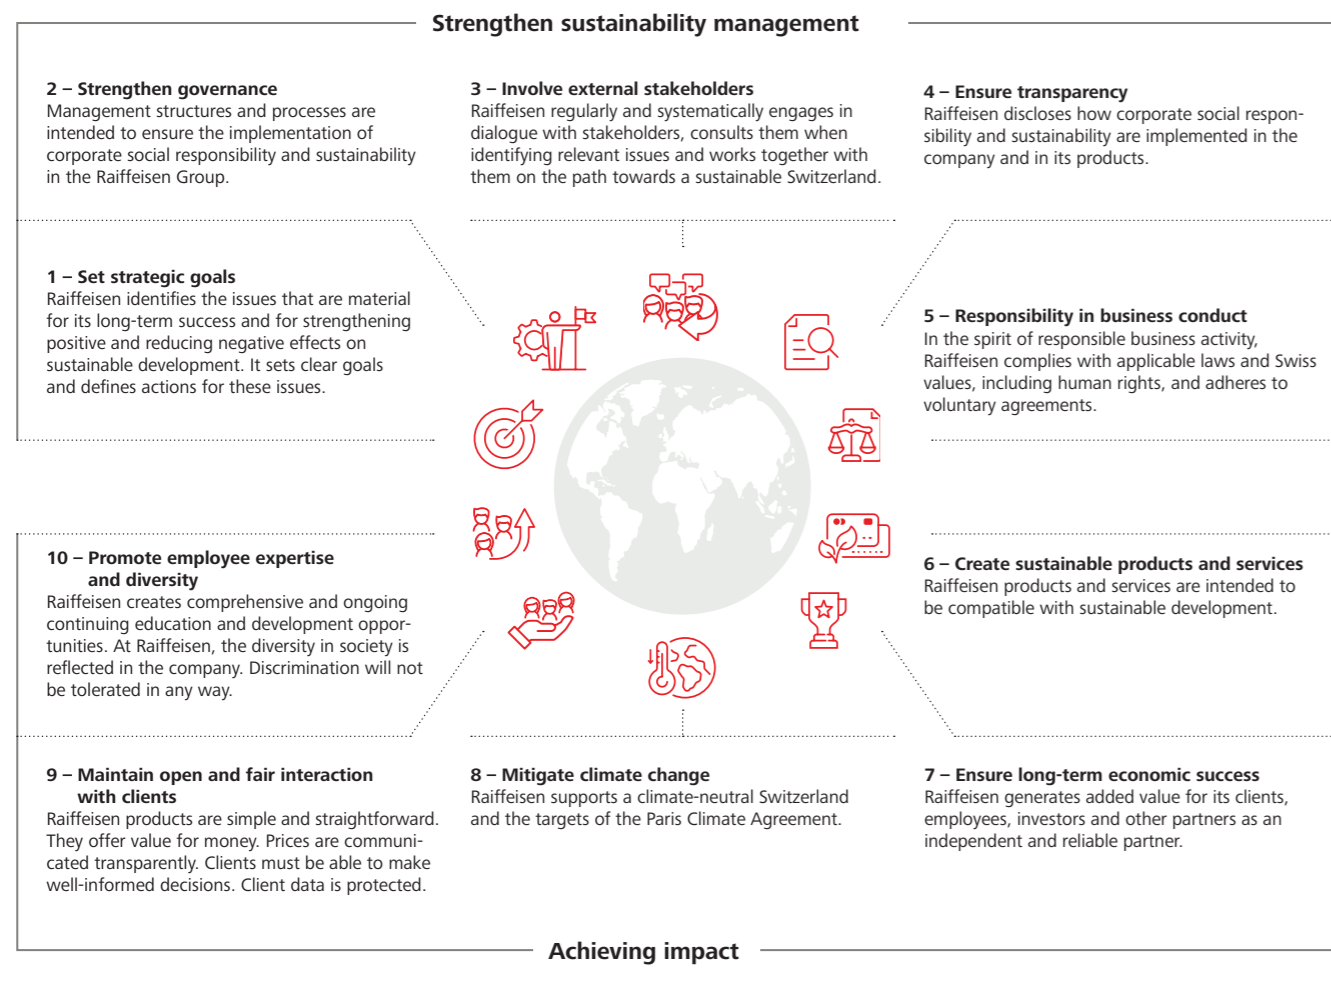 Strengthen sustainability management
2 – Strengthen governance
Management structures and processes are
intended to ensure the implementation of
corporate social responsibility and sustainability
in the Raiffeisen Group.
3 – Involve external stakeholders
Raiffeisen regularly and systematically engages in
dialogue with stakeholders, consults them when
identifying relevant issues and works together with
them on the path towards a sustainable Switzerland.
4 – Ensure transparency
Raiffeisen discloses how corporate social respon-
sibility and sustainability are implemented in the
company and in its products.
1 – Set strategic goals
Raiffeisen identifies the issues that are material
for its long-term success and for strengthening
positive and reducing negative effects on
sustainable development. It sets clear goals
and defines actions for these issues.
5 – Responsibility in business conduct
In the spirit of responsible business activity,
Raiffeisen complies with applicable laws and Swiss
values, including human rights, and adheres to
voluntary agreements.
10 – Promote employee expertise
and diversity
Raiffeisen creates comprehensive and ongoing
continuing education and development oppor-
tunities. At Raiffeisen, the diversity in society is
reflected in the company. Discrimination will not
be tolerated in any way.
6 – Create sustainable products and services
Raiffeisen products and services are intended to
be compatible with sustainable development.
9 – Maintain open and fair interaction
with clients
Raiffeisen products are simple and straightforward.
They offer value for money. Prices are communi-
cated transparently. Clients must be able to make
well-informed decisions. Client data is protected.
8 – Mitigate climate change
Raiffeisen supports a climate-neutral Switzerland
and the targets of the Paris Climate Agreement.
7 – Ensure long-term economic success
Raiffeisen generates added value for its clients,
employees, investors and other partners as an
independent and reliable partner.
Achieving impact